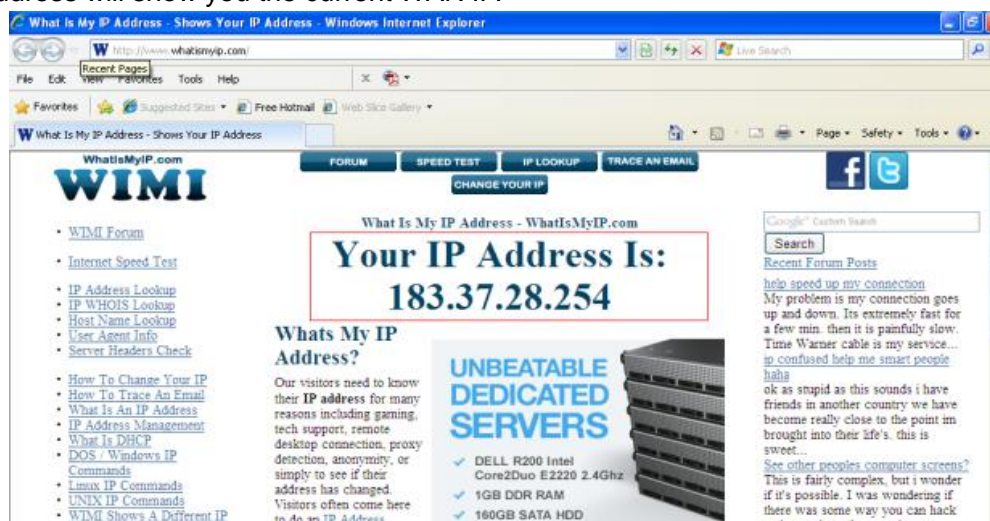 address will show you the current WAN IP.
What Is My IP Address - Shows Your IP Address - Windows Internet Explorer
http://www.whatismyip.com/
Live Search
Recent Pages
File Edit View Favorites Tools Help
Favorites Suggested Sites Free Hotmail Web Slice Gallery
What Is My IP Address - Shows Your IP Address
Page Safety Tools
WhatIsMyIP.com
WIMI
FORUM SPEED TEST IP LOOKUP TRACE AN EMAIL
CHANGE YOUR IP
WIMI Forum
Internet Speed Test
IP Address Lookup
IP WHOIS Lookup
Host Name Lookup
User Agent Info
Server Headers Check
How To Change Your IP
How To Trace An Email
What Is An IP Address
IP Address Management
What Is DHCP
DOS / Windows IP
Commands
Linux IP Commands
UNIX IP Commands
WIMI Shows A Different IP
What Is My IP Address - WhatIsMyIP.com
Your IP Address Is:
183.37.28.254
Whats My IP
Address?
Our visitors need to know
their IP address for many
reasons including gaming,
tech support, remote
desktop connection, proxy
detection, anonymity, or
simply to see if their
address has changed.
Visitors often come here
to do an IP Address
UNBEATABLE
DEDICATED
SERVERS
DELL R200 Intel
Core2Duo E2220 2.4Ghz
1GB DDR RAM
160GB SATA HDD
Google Custom Search
Search
Recent Forum Posts
help speed up my connection
My problem is my connection goes
up and down. Its extremely fast for
a few min. then it is painfully slow.
Time Warner cable is my service...
ip confused help me smart people
haha
ok as stupid as this sounds i have
friends in another country we have
become really close to the point im
brought into their life's. this is
sweet...
See other peoples computer screens?
This is fairly complex, but i wonder
if it's possible. I was wondering if
there was some way you can hack